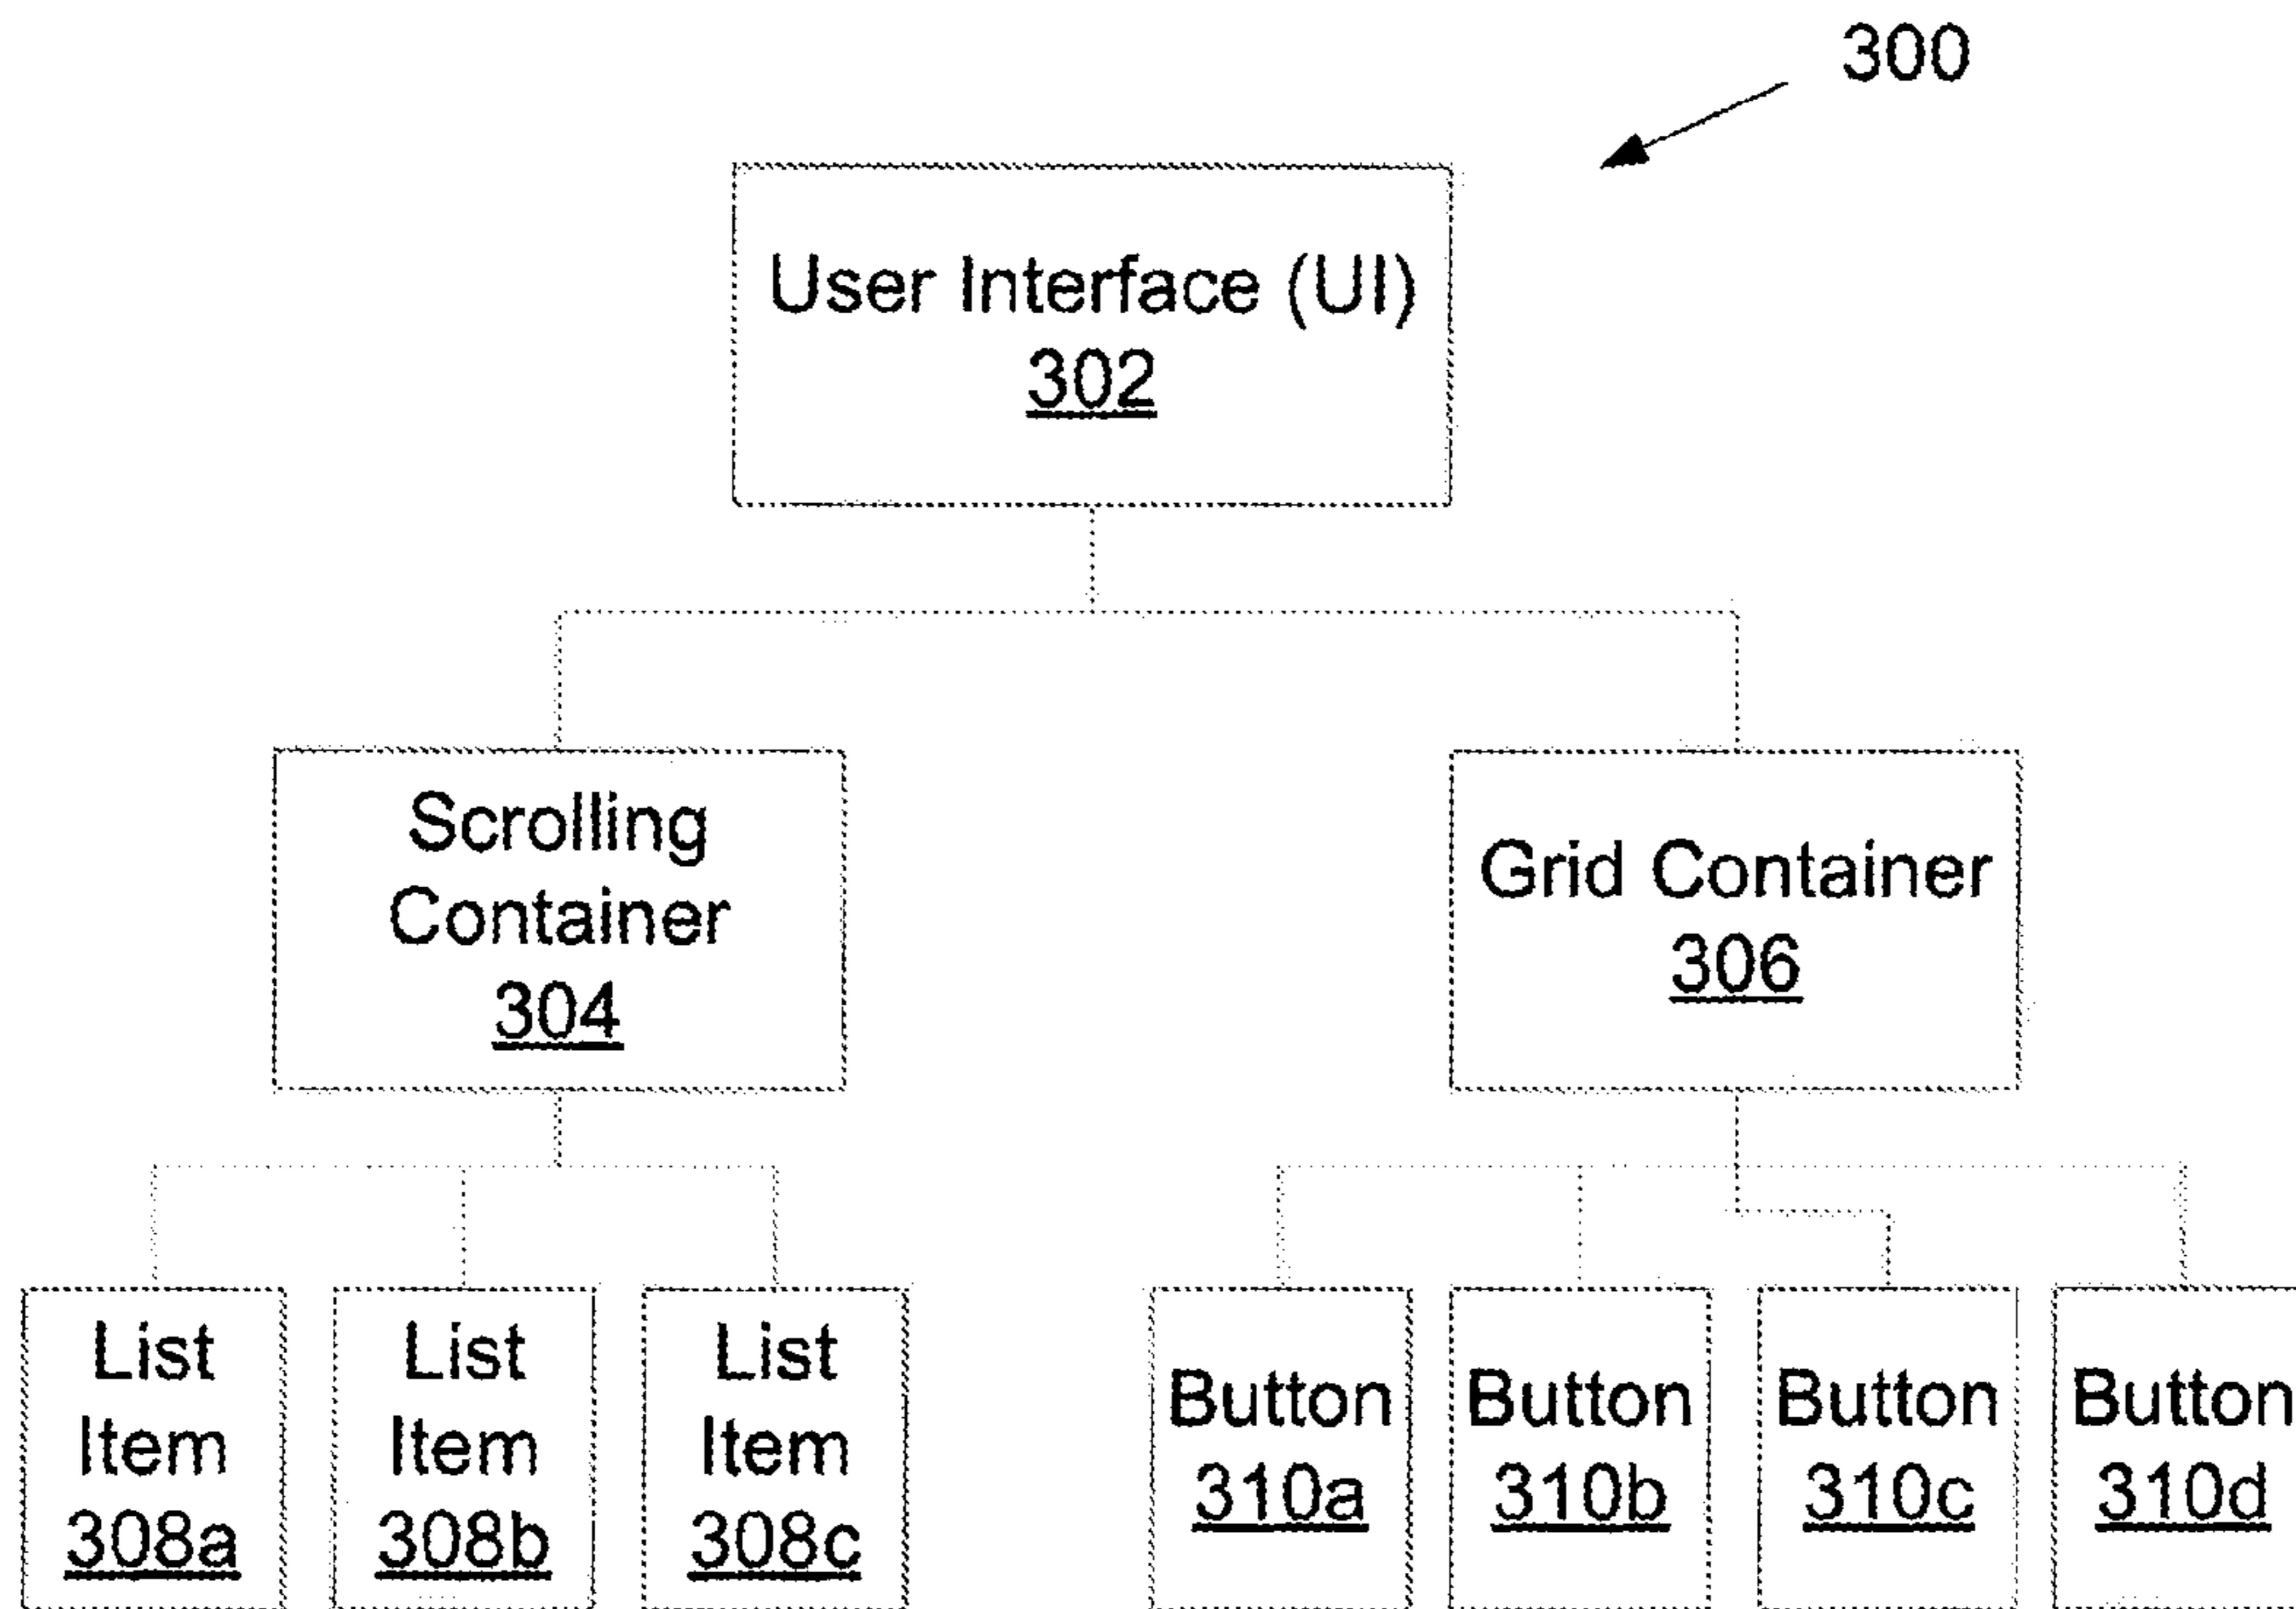 300
User Interface (UI)
302
Scrolling
Container
304
Grid Container
306
List
Item
308a
List
Item
308b
List
Item
308c
Button
310a
Button
310b
Button
310c
Button
310d